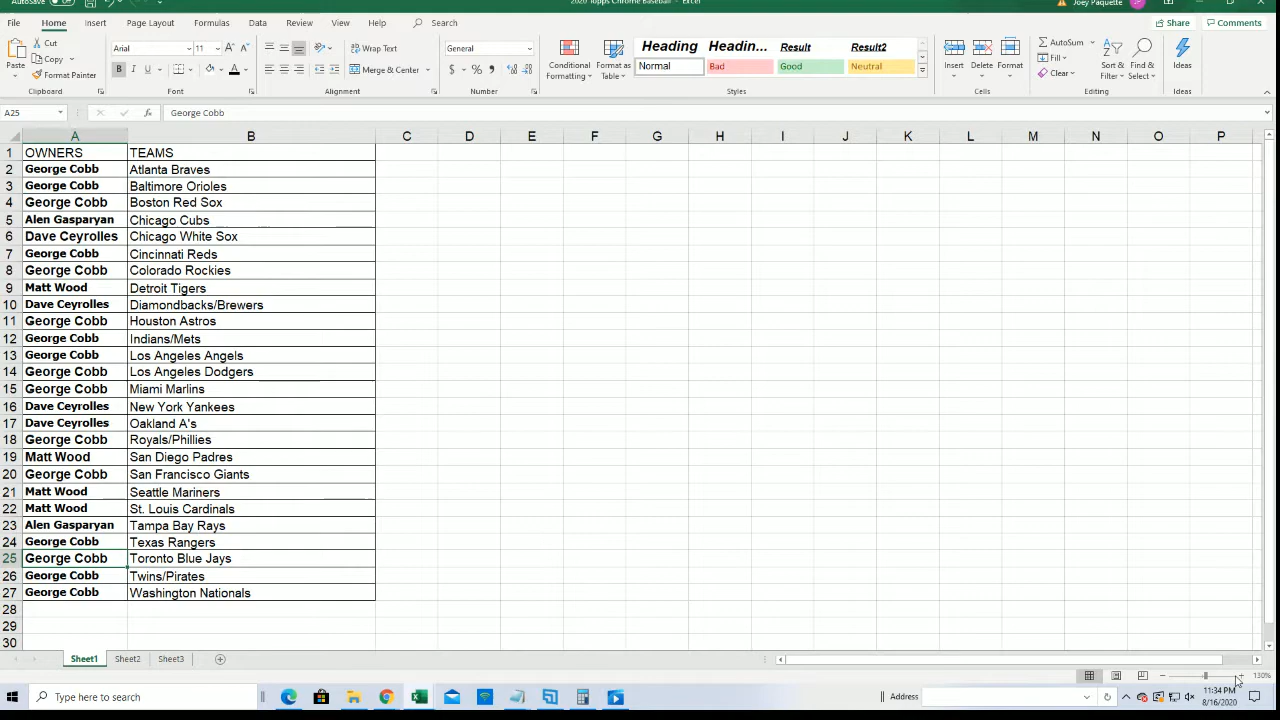 AutoSave Off
2020 Topps Chrome Baseball - Excel
Joey Paquette
File Home Insert Page Layout Formulas Data Review View Help Search
Share Comments
Paste
Cut
Copy
Format Painter
Clipboard
Arial 11
B I U
Font
Wrap Text
Merge & Center
Alignment
General
$ % ,
Number
Conditional Formatting
Format as Table
Heading Headin... Result Result2
Normal Bad Good Neutral
Styles
Insert Delete Format
Cells
AutoSum
Fill
Clear
Sort & Filter
Find & Select
Editing
Ideas
Ideas
A25 fx George Cobb
A B C D E F G H I J K L M N O P
1 OWNERS TEAMS
2 George Cobb Atlanta Braves
3 George Cobb Baltimore Orioles
4 George Cobb Boston Red Sox
5 Alen Gasparyan Chicago Cubs
6 Dave Ceyrolles Chicago White Sox
7 George Cobb Cincinnati Reds
8 George Cobb Colorado Rockies
9 Matt Wood Detroit Tigers
10 Dave Ceyrolles Diamondbacks/Brewers
11 George Cobb Houston Astros
12 George Cobb Indians/Mets
13 George Cobb Los Angeles Angels
14 George Cobb Los Angeles Dodgers
15 George Cobb Miami Marlins
16 Dave Ceyrolles New York Yankees
17 Dave Ceyrolles Oakland A's
18 George Cobb Royals/Phillies
19 Matt Wood San Diego Padres
20 George Cobb San Francisco Giants
21 Matt Wood Seattle Mariners
22 Matt Wood St. Louis Cardinals
23 Alen Gasparyan Tampa Bay Rays
24 George Cobb Texas Rangers
25 George Cobb Toronto Blue Jays
26 George Cobb Twins/Pirates
27 George Cobb Washington Nationals
28
29
30
Sheet1 Sheet2 Sheet3
130%
Type here to search
Address
11:34 PM
8/16/2020